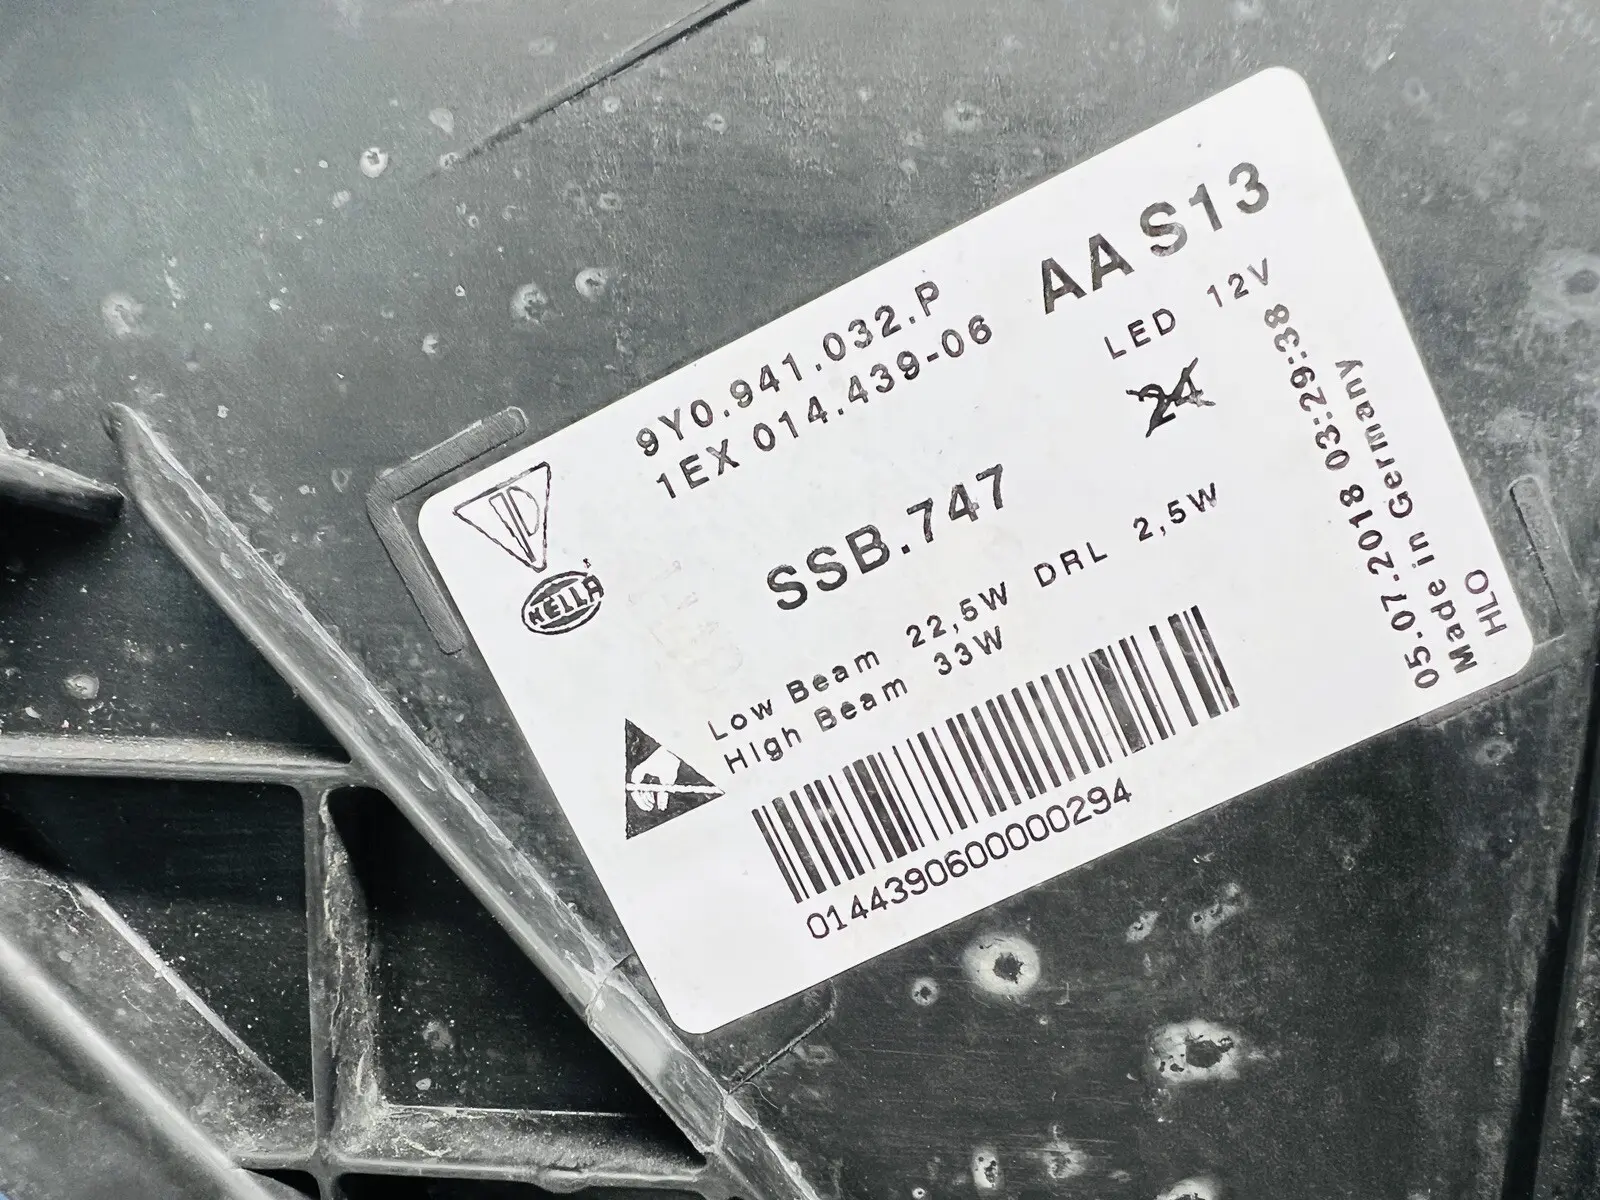 9Y0.941.032.P
1EX 014.439-06
AA S13
LED 12V
24
SSB.747
HELLA
Low Beam 22,5W DRL 2,5W
High Beam 33W
0144390600000294
05.07.2018 03:29:38
Made in Germany
HLO